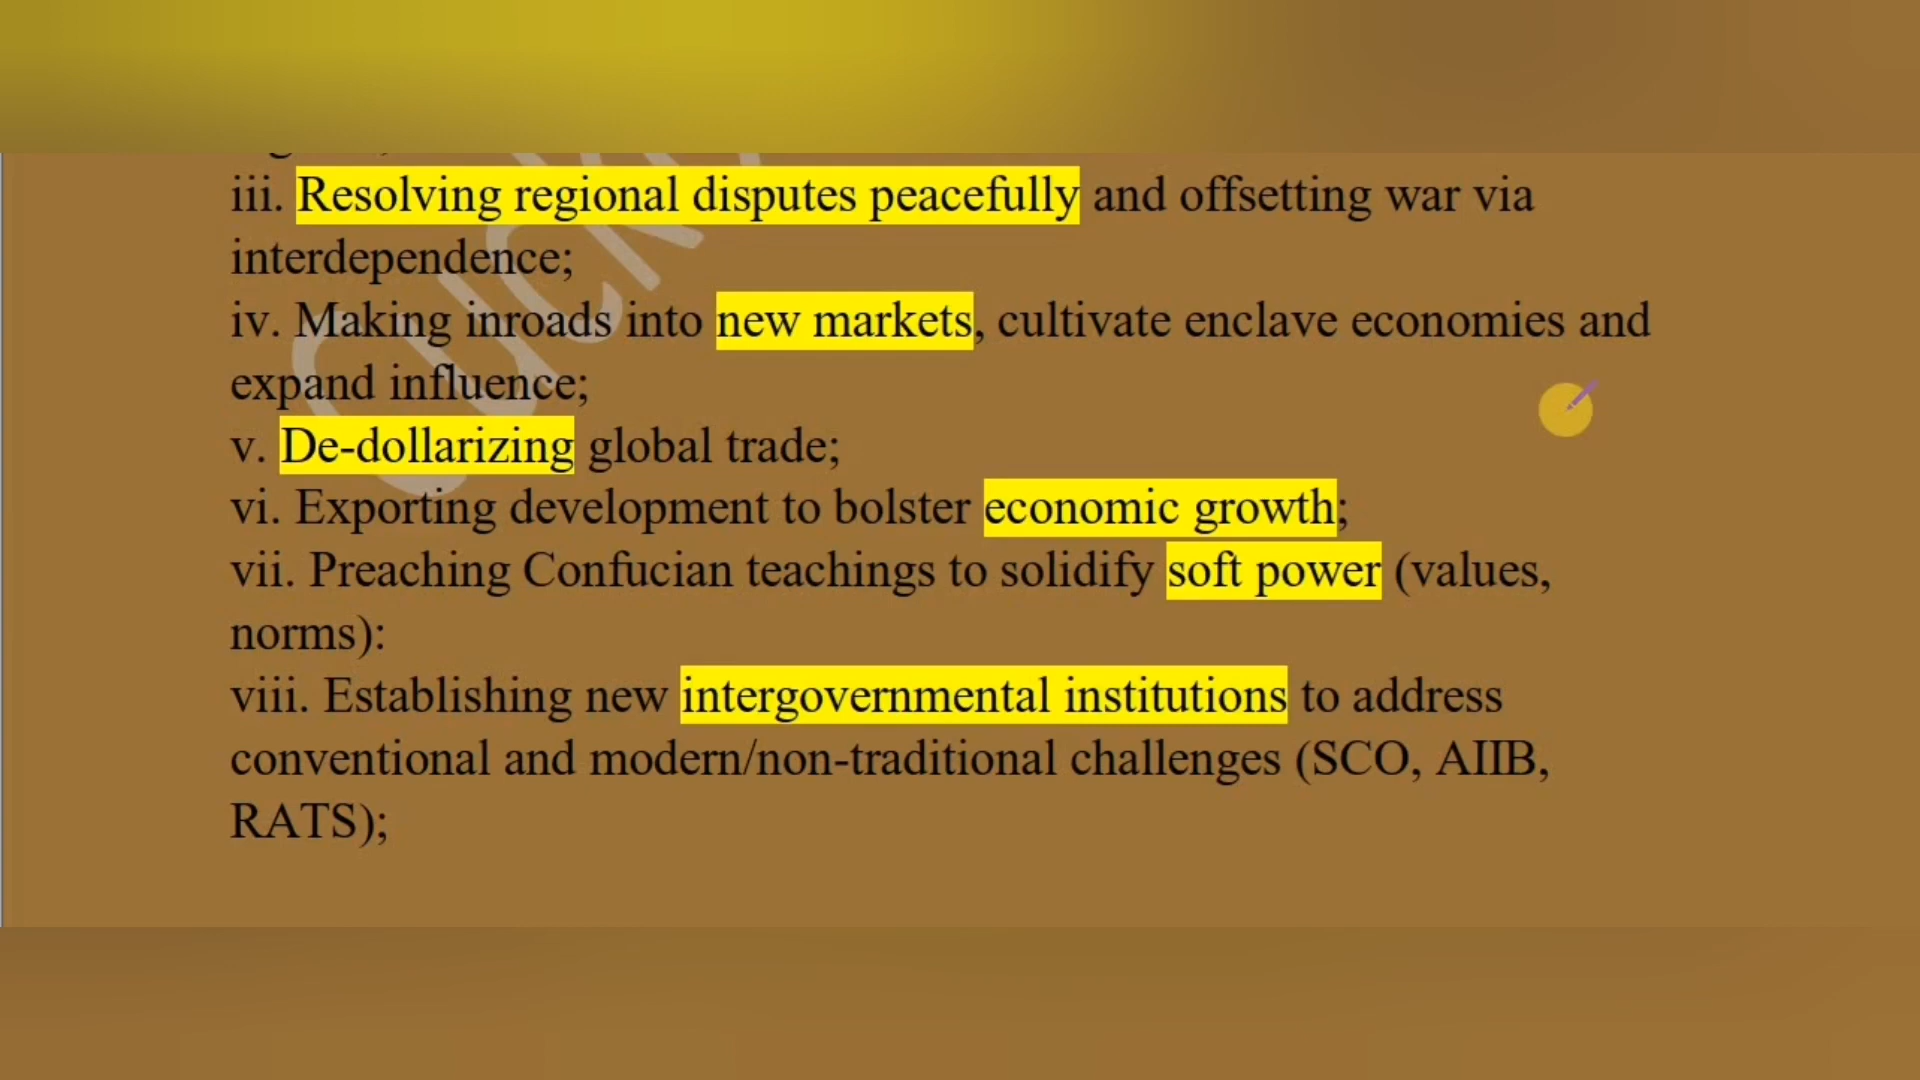 iii. Resolving regional disputes peacefully and offsetting war via
interdependence;
iv. Making inroads into new markets, cultivate enclave economies and
expand influence;
v. De-dollarizing global trade;
vi. Exporting development to bolster economic growth;
vii. Preaching Confucian teachings to solidify soft power (values,
norms):
viii. Establishing new intergovernmental institutions to address
conventional and modern/non-traditional challenges (SCO, AIIB,
RATS);